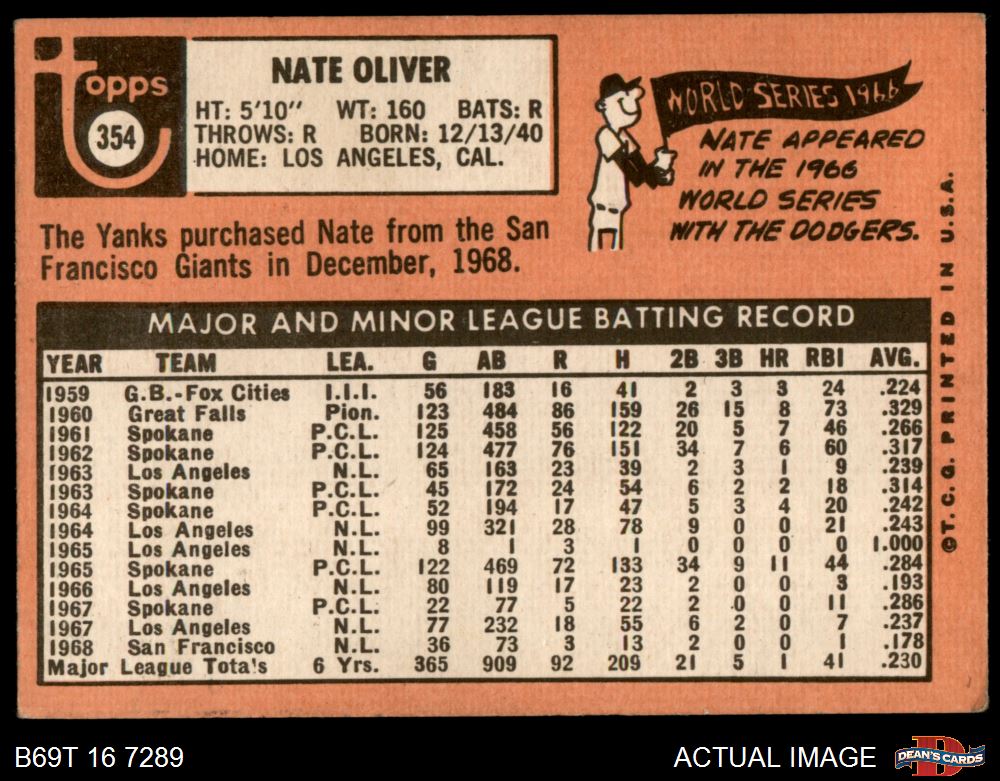 topps
354
NATE OLIVER
HT: 5'10" WT: 160 BATS: R
THROWS: R BORN: 12/13/40
HOME: LOS ANGELES, CAL.
WORLD SERIES 1966
NATE APPEARED
IN THE 1966
WORLD SERIES
WITH THE DODGERS.
The Yanks purchased Nate from the San
Francisco Giants in December, 1968.
MAJOR AND MINOR LEAGUE BATTING RECORD
YEAR TEAM LEA. G AB R H 2B 3B HR RBI AVG.
1959 G.B.-Fox Cities I.I.I. 56 183 16 41 2 3 3 24 .224
1960 Great Falls Pion. 123 484 86 159 26 15 8 73 .329
1961 Spokane P.C.L. 125 458 56 122 20 5 7 46 .266
1962 Spokane P.C.L. 124 477 76 151 34 7 6 60 .317
1963 Los Angeles N.L. 65 163 23 39 2 3 1 9 .239
1963 Spokane P.C.L. 45 172 24 54 6 2 2 18 .314
1964 Spokane P.C.L. 52 194 17 47 5 3 4 20 .242
1964 Los Angeles N.L. 99 321 28 78 9 0 0 21 .243
1965 Los Angeles N.L. 8 1 3 1 0 0 0 0 1.000
1965 Spokane P.C.L. 122 469 72 133 34 9 11 44 .284
1966 Los Angeles N.L. 80 119 17 23 2 0 0 3 .193
1967 Spokane P.C.L. 22 77 5 22 2 0 0 11 .286
1967 Los Angeles N.L. 77 232 18 55 6 2 0 7 .237
1968 San Francisco N.L. 36 73 3 13 2 0 0 1 .178
Major League Tota's 6 Yrs. 365 909 92 209 21 5 1 41 .230
©T.C.G. PRINTED IN U.S.A.
B69T 16 7289
ACTUAL IMAGE
D
DEAN'S CARDS